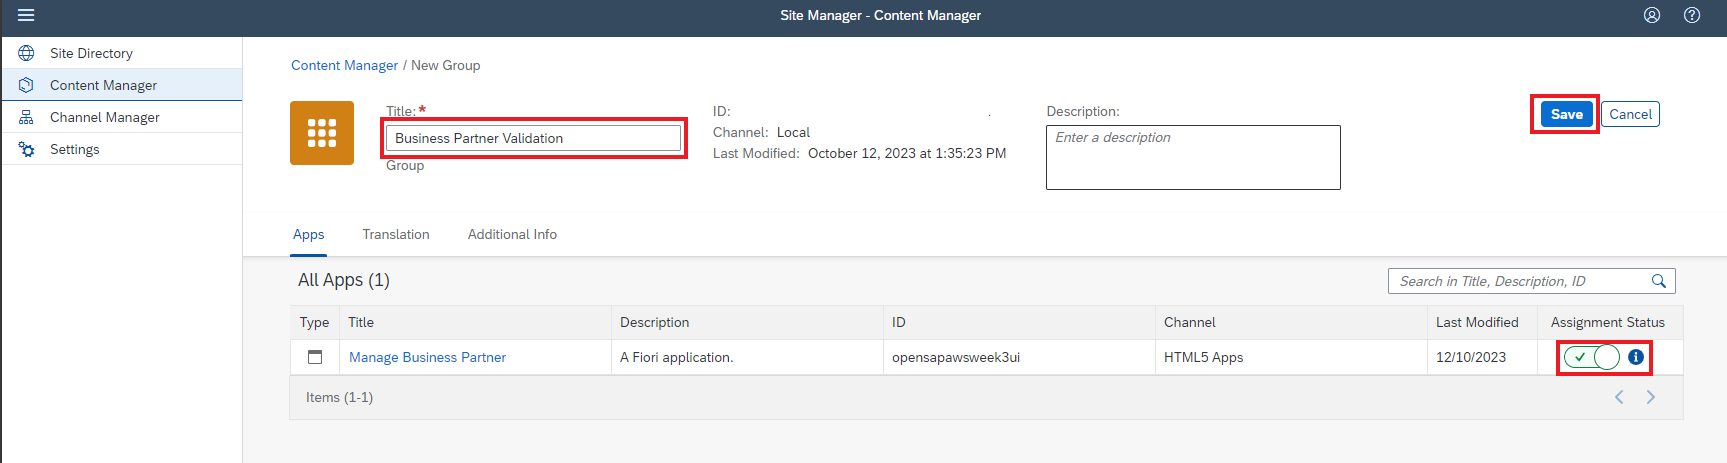 Site Manager - Content Manager
Site Directory
Content Manager
Channel Manager
Settings
Content Manager / New Group
Title: *
Business Partner Validation
Group
ID: .
Channel: Local
Last Modified: October 12, 2023 at 1:35:23 PM
Description:
Enter a description
Save Cancel
Apps Translation Additional Info
All Apps (1)
Search in Title, Description, ID
Type Title Description ID Channel Last Modified Assignment Status
Manage Business Partner A Fiori application. opensapawsweek3ui HTML5 Apps 12/10/2023
Items (1-1)